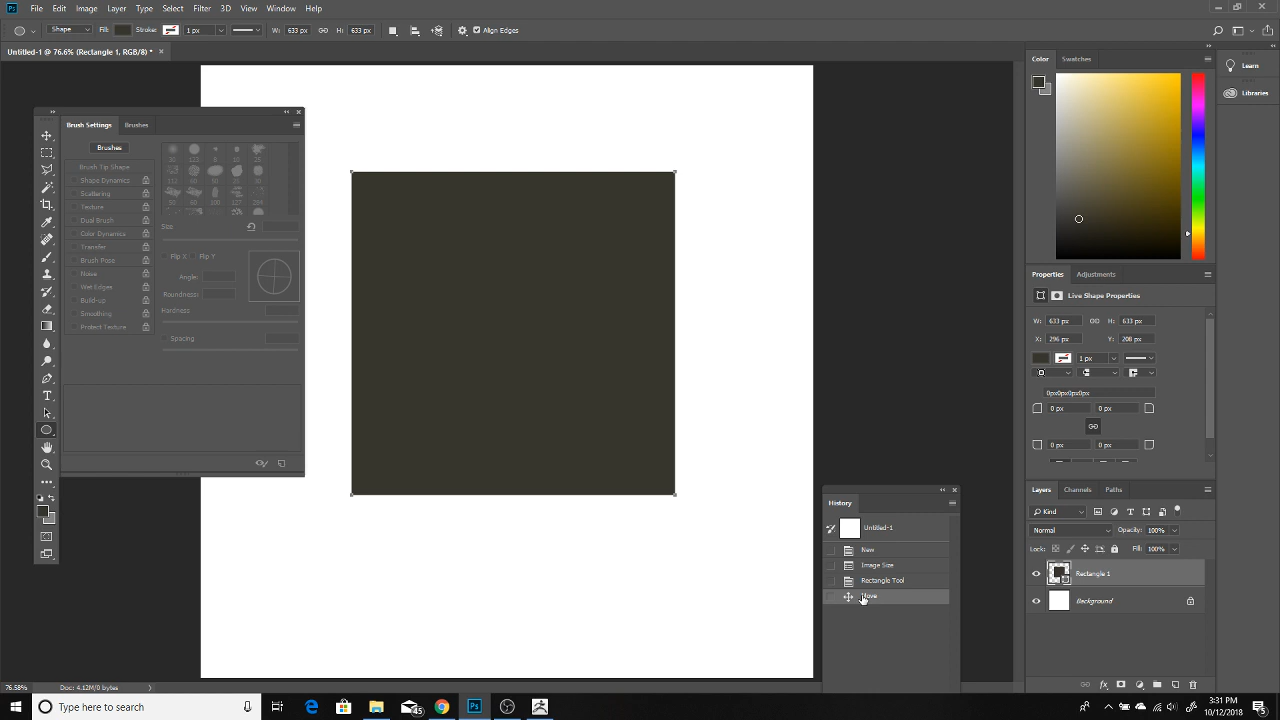 Ps File Edit Image Layer Type Select Filter 3D View Window Help
Shape Fill: Stroke: 1 px W: 633 px H: 633 px Align Edges
Untitled-1 @ 76.6% (Rectangle 1, RGB/8) *
Brush Settings Brushes
Brushes
Brush Tip Shape
Shape Dynamics
Scattering
Texture
Dual Brush
Color Dynamics
Transfer
Brush Pose
Noise
Wet Edges
Build-up
Smoothing
Protect Texture
Size
Flip X Flip Y
Angle:
Roundness:
Hardness
Spacing
Color Swatches
Learn
Libraries
Properties Adjustments
Live Shape Properties
W: 633 px H: 633 px
X: 296 px Y: 208 px
1 px
0px0px0px0px
0 px 0 px
0 px 0 px
History
Untitled-1
New
Image Size
Rectangle Tool
Move
Layers Channels Paths
Kind
Normal Opacity: 100%
Lock: Fill: 100%
Rectangle 1
Background
76.58% Doc: 4.12M/0 bytes
Type here to search
45
Ps
3:31 PM
10/12/2018